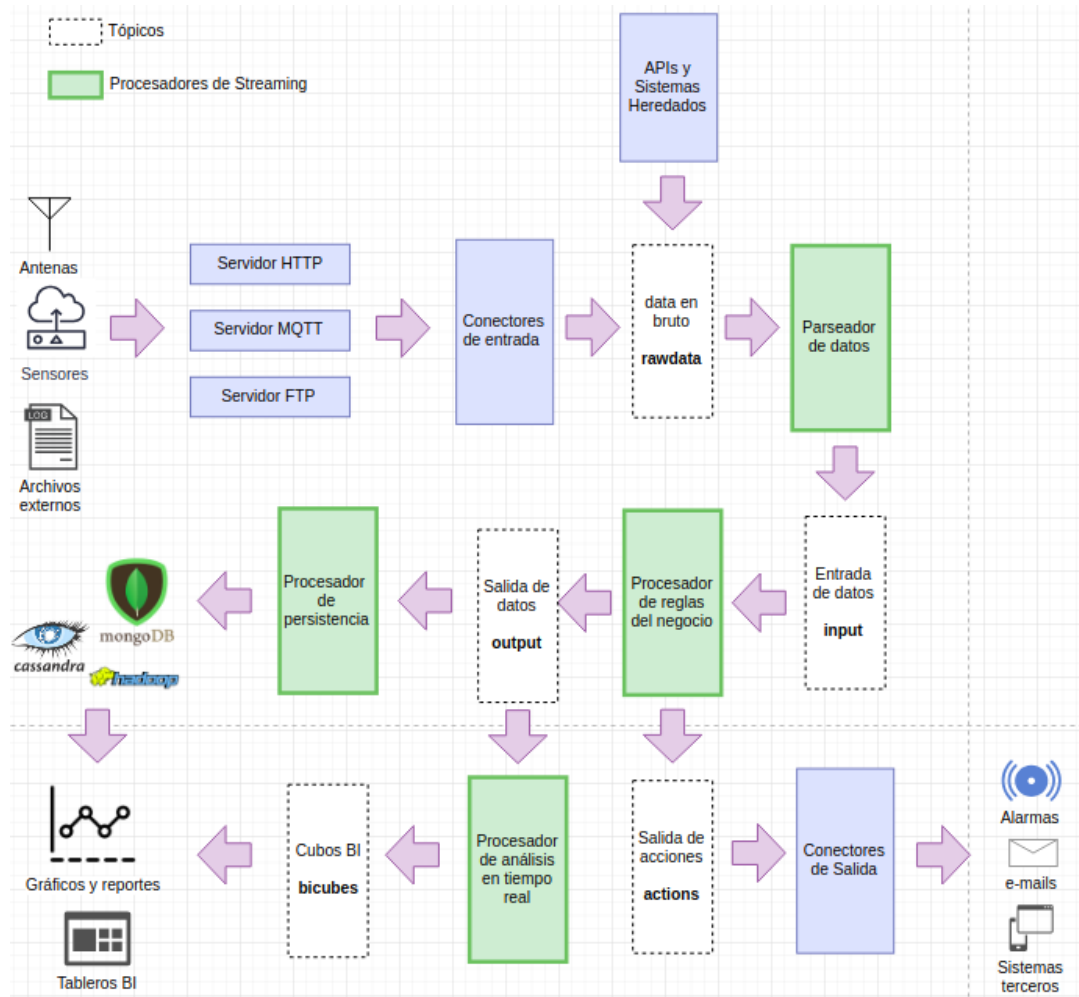 Tópicos
Procesadores de Streaming
APIs y
Sistemas
Heredados
Antenas
Sensores
LOG
Archivos
externos
Servidor HTTP
Servidor MQTT
Servidor FTP
Conectores
de entrada
data en
bruto
rawdata
Parseador
de datos
Entrada
de datos
input
Procesador
de reglas
del negocio
Salida de
datos
output
Procesador
de
persistencia
mongoDB
cassandra
hadoop
Gráficos y reportes
Tableros BI
Cubos BI
bicubes
Procesador
de análisis
en tiempo
real
Salida de
acciones
actions
Conectores
de Salida
Alarmas
e-mails
Sistemas
terceros